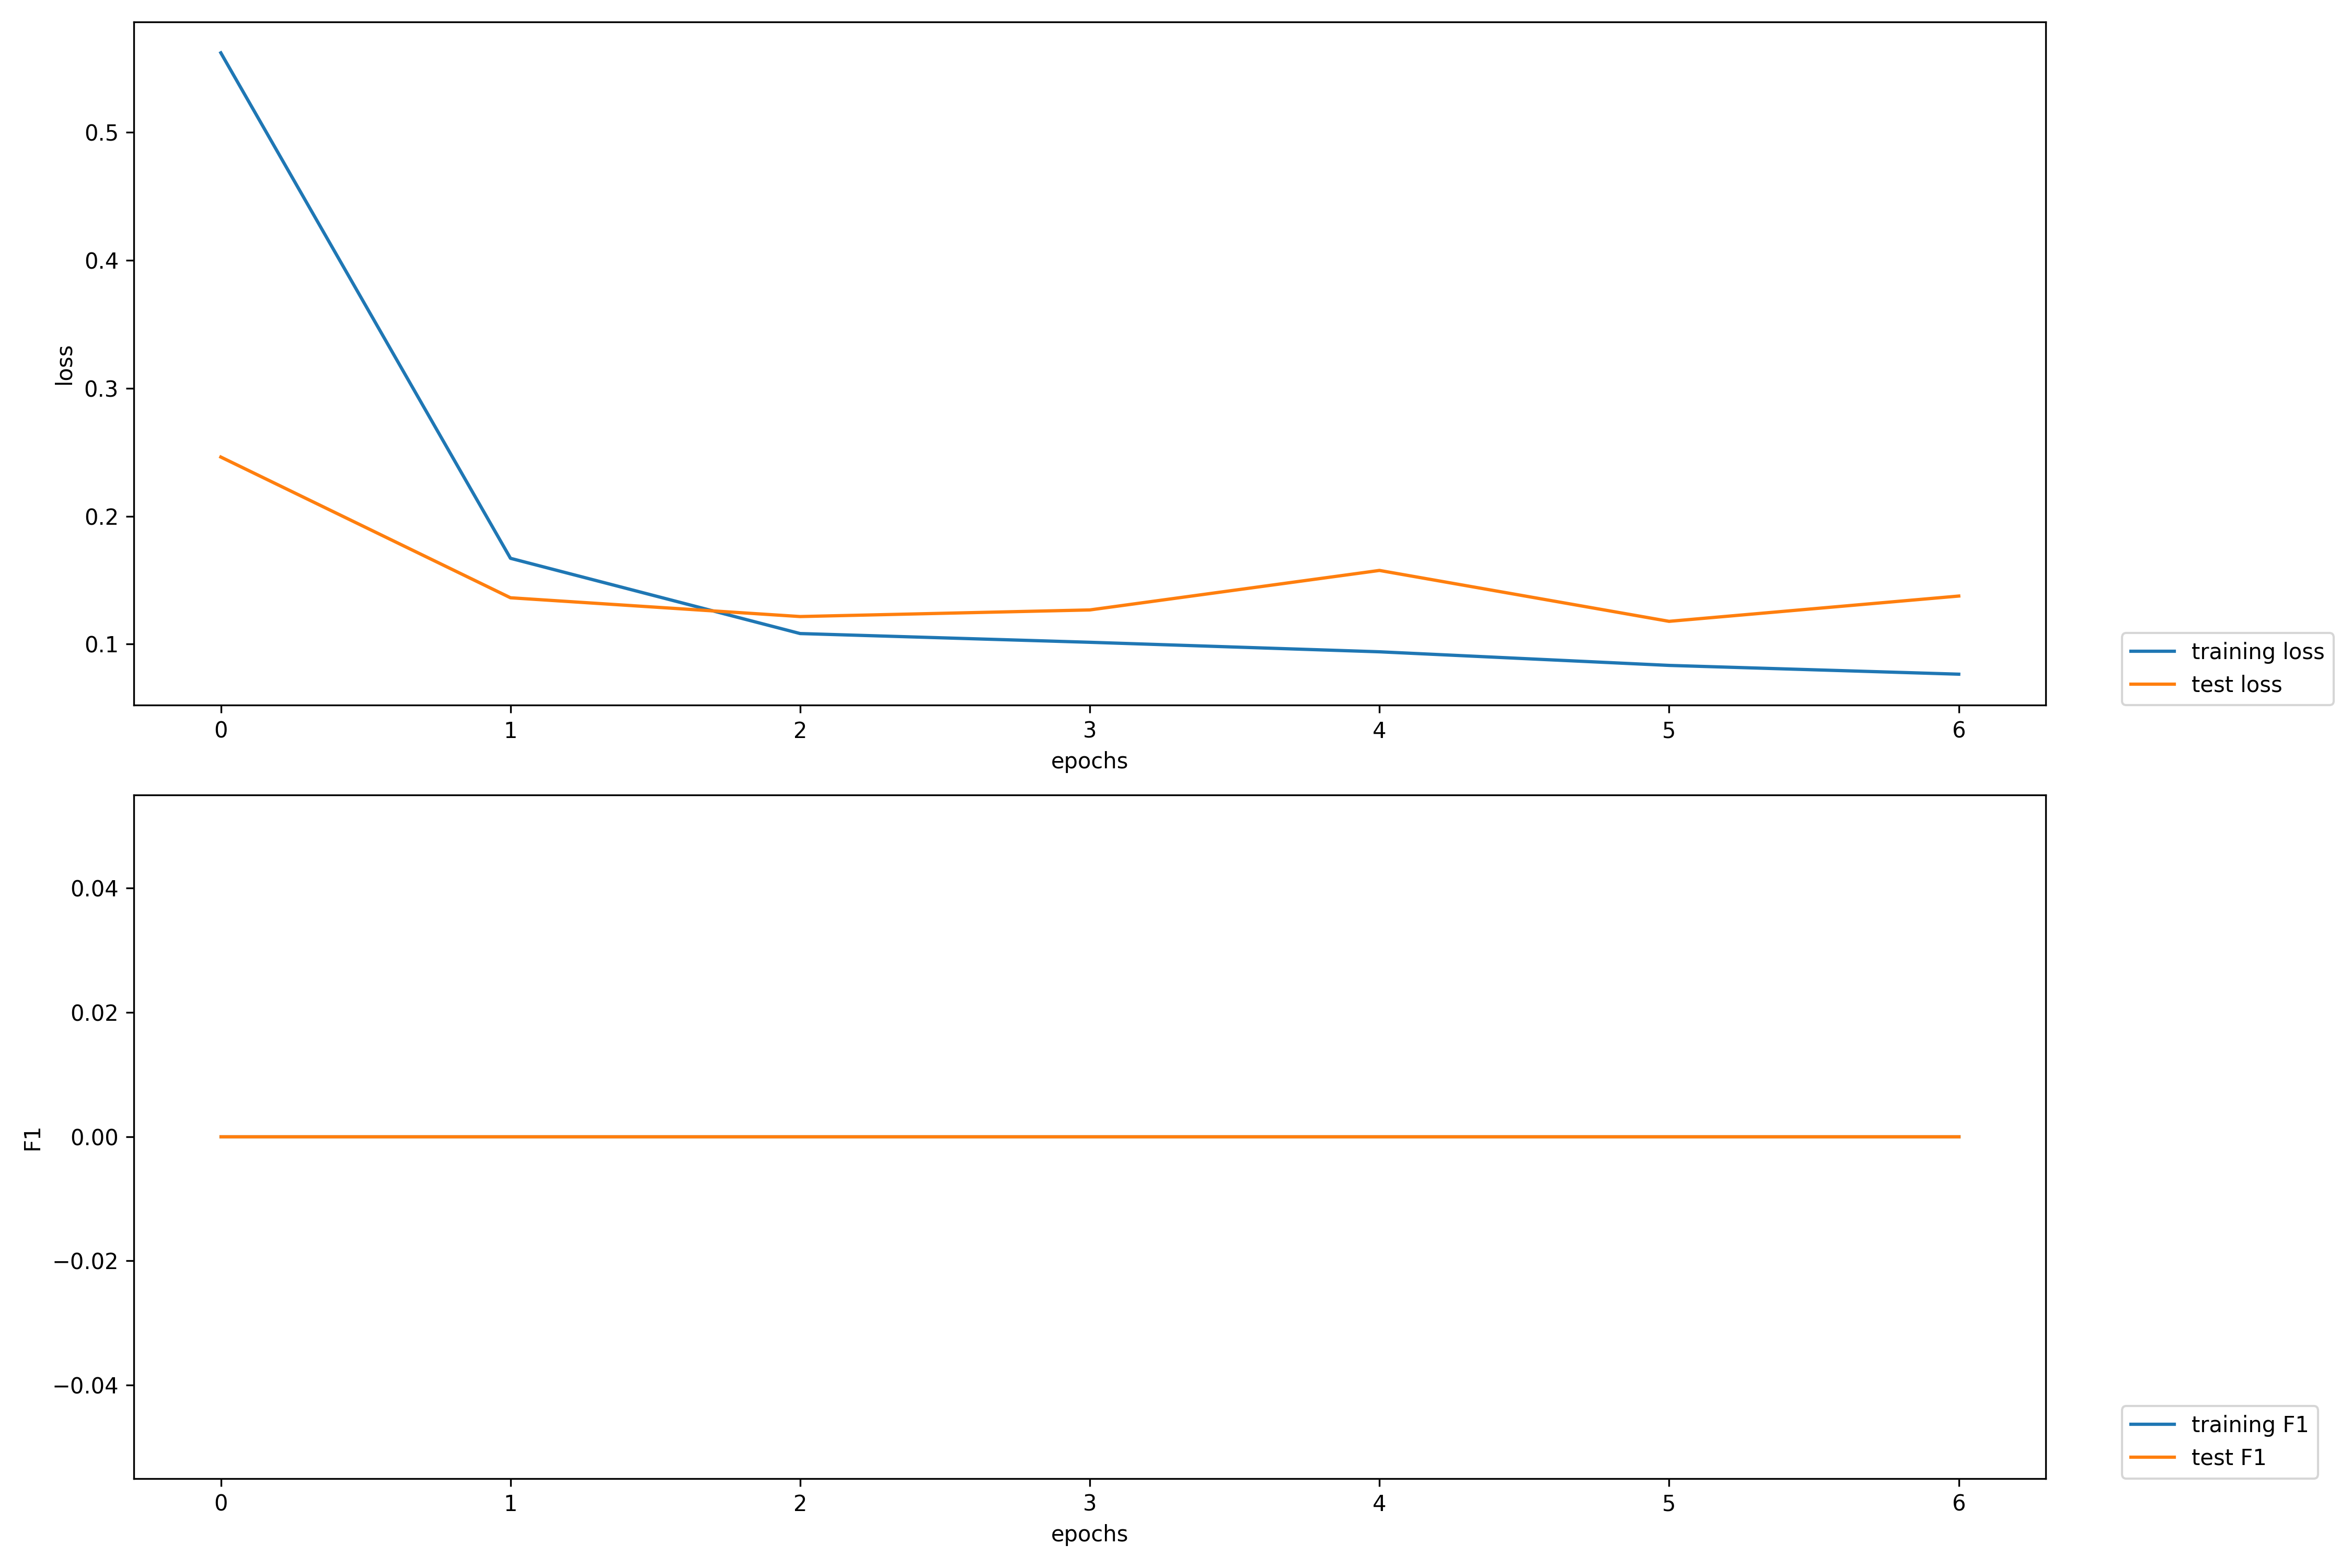 0.5
0.4
0.3
0.2
0.1
loss
0 1 2 3 4 5 6
epochs
training loss
test loss
0.04
0.02
0.00
−0.02
−0.04
F1
0 1 2 3 4 5 6
epochs
training F1
test F1